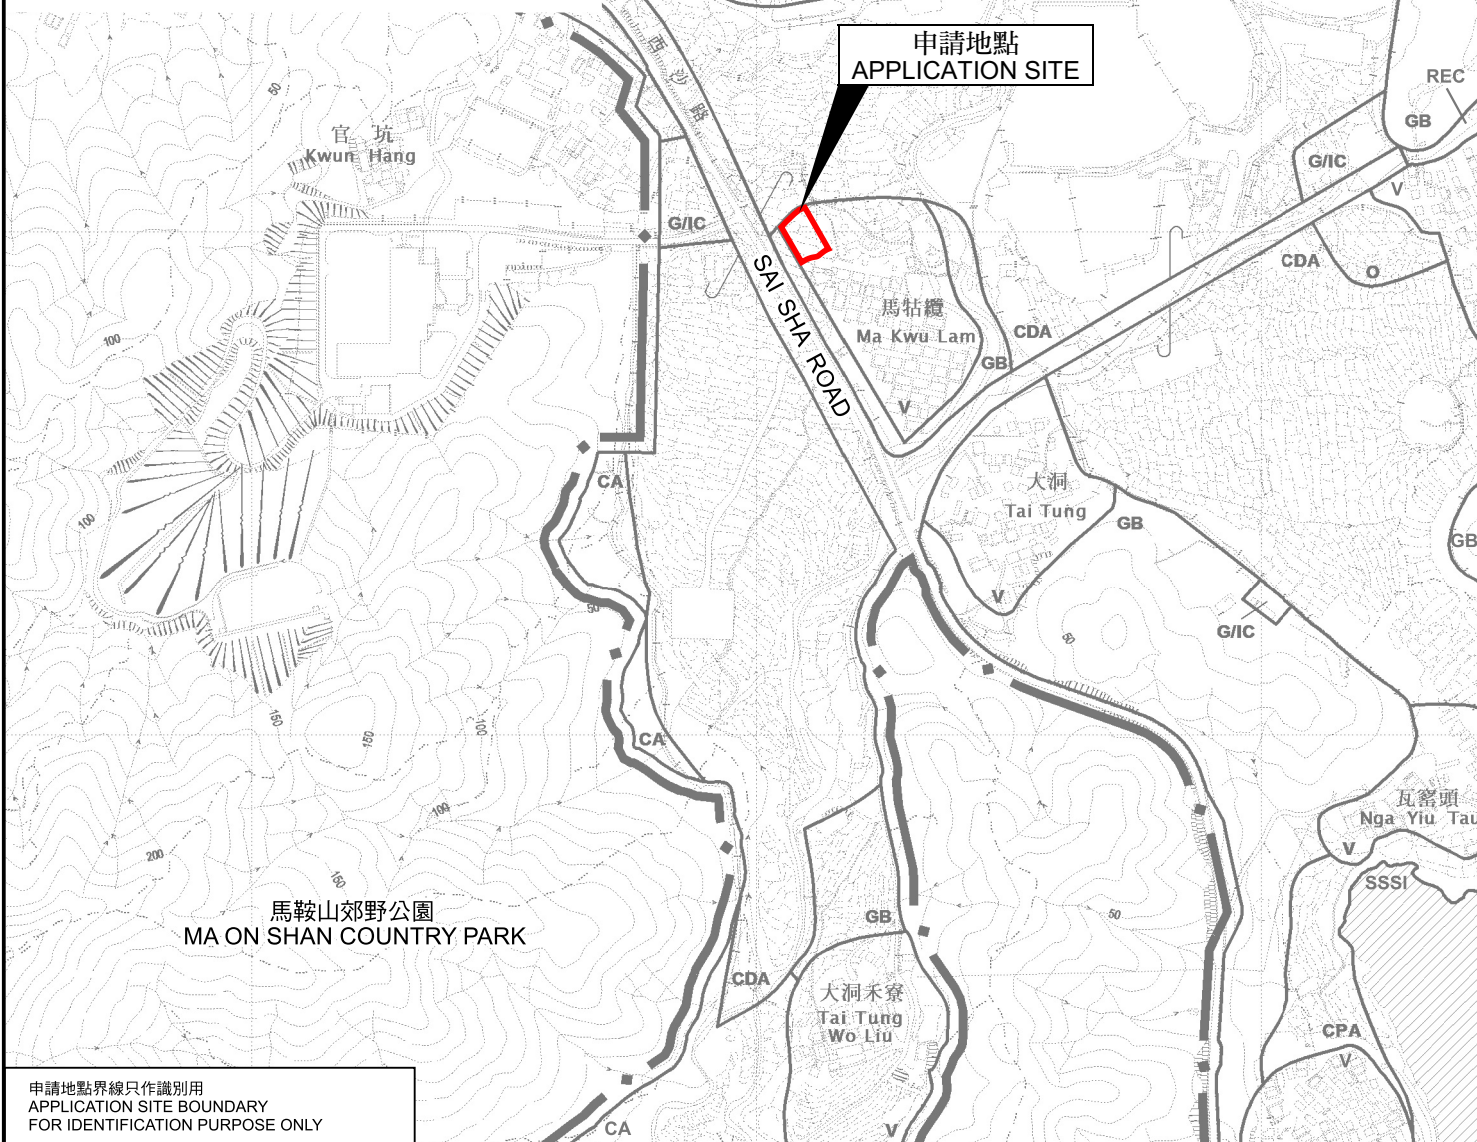 西沙路
申請地點
APPLICATION SITE
REC
GB
50
官 坑
Kwun Hang
G/IC
V
G/IC
CDA
O
SAI SHA ROAD
馬牯纜
Ma Kwu Lam
CDA
GB
100
V
CA
大洞
Tai Tung
GB
100
GB
50
V
G/IC
50
150
150
100
CA
瓦窰頭
Nga Yiu Tau
100
V
200
150
SSSI
馬鞍山郊野公園
MA ON SHAN COUNTRY PARK
GB
50
CDA
大洞禾寮
Tai Tung
Wo Liu
CPA
V
申請地點界線只作識別用
APPLICATION SITE BOUNDARY
FOR IDENTIFICATION PURPOSE ONLY
CA
V